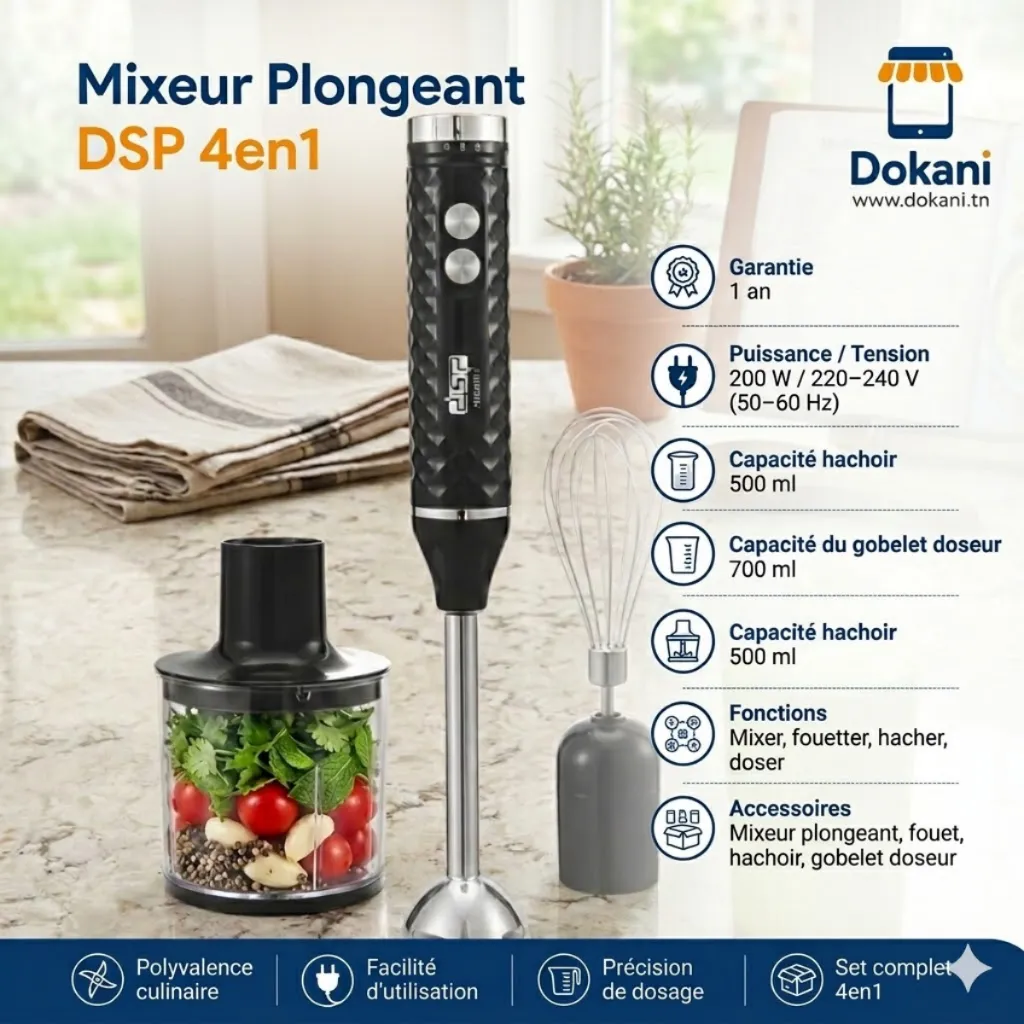 Mixeur Plongeant
DSP 4en1
Dokani
www.dokani.tn
Garantie
1 an
Puissance / Tension
200 W / 220–240 V
(50–60 Hz)
Capacité hachoir
500 ml
Capacité du gobelet doseur
700 ml
Capacité hachoir
500 ml
Fonctions
Mixer, fouetter, hacher,
doser
Accessoires
Mixeur plongeant, fouet,
hachoir, gobelet doseur
dsp
Polyvalence
culinaire
Facilité
d'utilisation
Précision
de dosage
Set complet
4en1